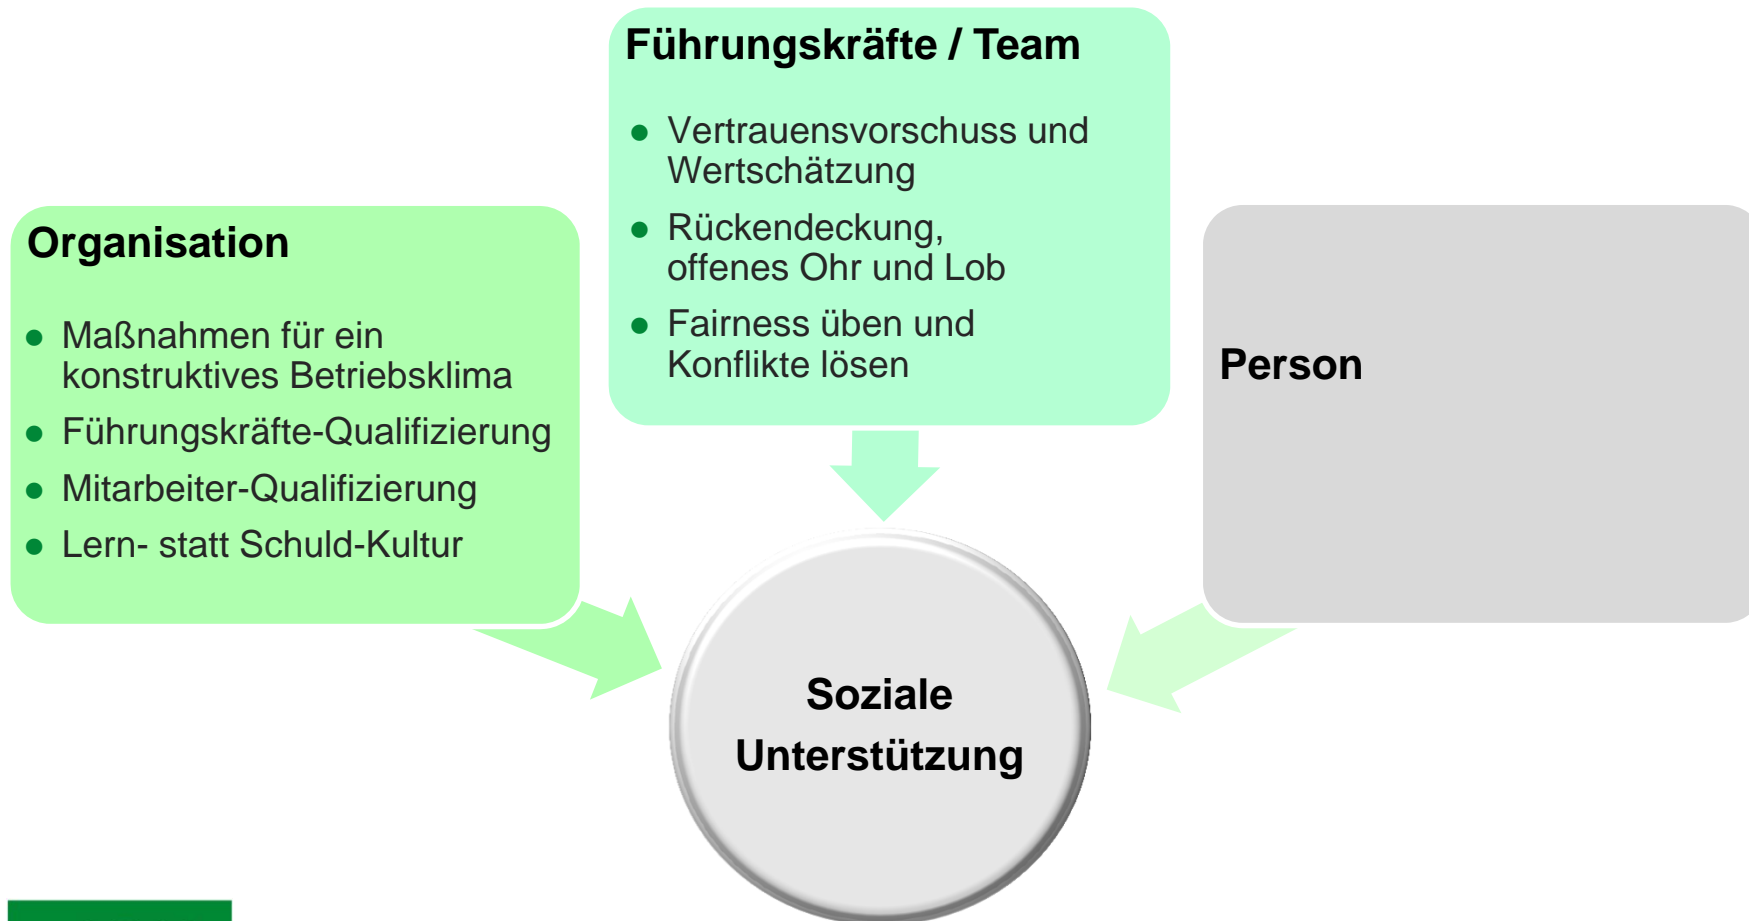 Führungskräfte / Team
● Vertrauensvorschuss und
Wertschätzung
● Rückendeckung,
offenes Ohr und Lob
● Fairness üben und
Konflikte lösen
Organisation
● Maßnahmen für ein
konstruktives Betriebsklima
● Führungskräfte-Qualifizierung
● Mitarbeiter-Qualifizierung
● Lern- statt Schuld-Kultur
Person
Soziale
Unterstützung